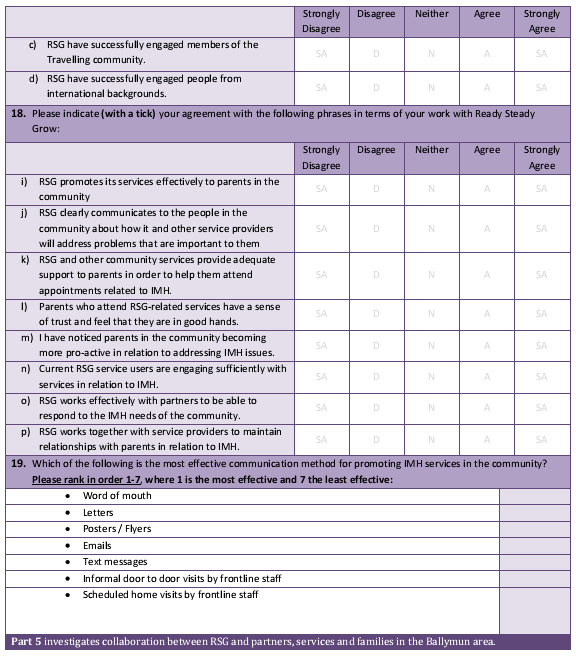 Strongly Disagree Disagree Neither Agree Strongly Agree
c) RSG have successfully engaged members of the
Travelling community. SA D N A SA
d) RSG have successfully engaged people from
international backgrounds. SA D N A SA
18. Please indicate (with a tick) your agreement with the following phrases in terms of your work with Ready Steady
Grow:
Strongly Disagree Disagree Neither Agree Strongly Agree
i) RSG promotes its services effectively to parents in the
community SA D N A SA
j) RSG clearly communicates to the people in the
community about how it and other service providers
will address problems that are important to them SA D N A SA
k) RSG and other community services provide adequate
support to parents in order to help them attend
appointments related to IMH. SA D N A SA
l) Parents who attend RSG-related services have a sense
of trust and feel that they are in good hands. SA D N A SA
m) I have noticed parents in the community becoming
more pro-active in relation to addressing IMH issues. SA D N A SA
n) Current RSG service users are engaging sufficiently with
services in relation to IMH. SA D N A SA
o) RSG works effectively with partners to be able to
respond to the IMH needs of the community. SA D N A SA
p) RSG works together with service providers to maintain
relationships with parents in relation to IMH. SA D N A SA
19. Which of the following is the most effective communication method for promoting IMH services in the community?
Please rank in order 1-7, where 1 is the most effective and 7 the least effective:
• Word of mouth
• Letters
• Posters / Flyers
• Emails
• Text messages
• Informal door to door visits by frontline staff
• Scheduled home visits by frontline staff
Part 5 investigates collaboration between RSG and partners, services and families in the Ballymun area.